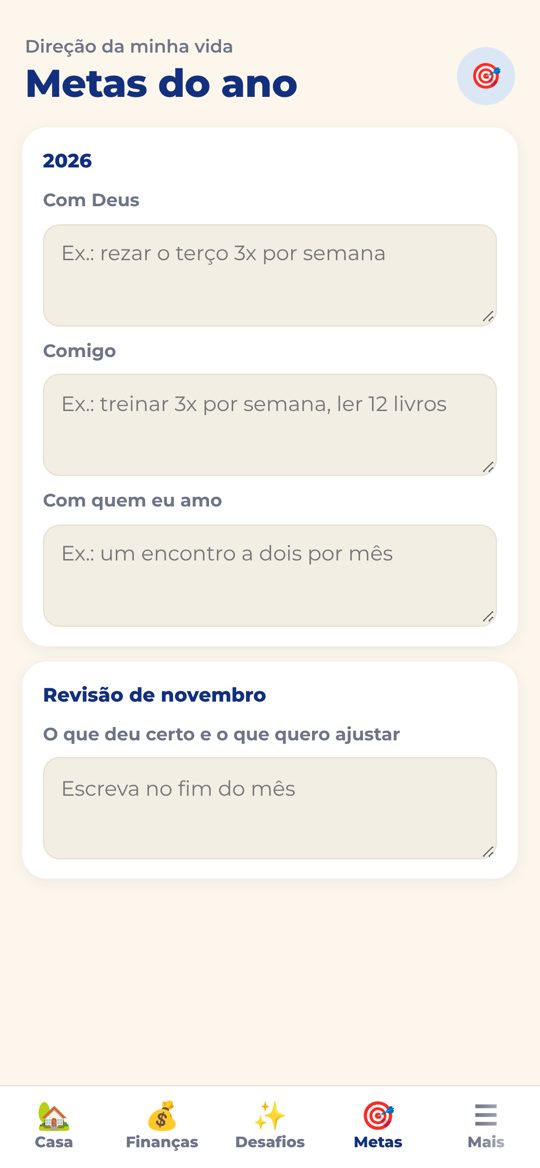 Direção da minha vida
Metas do ano
2026
Com Deus
Ex.: rezar o terço 3x por semana
Comigo
Ex.: treinar 3x por semana, ler 12 livros
Com quem eu amo
Ex.: um encontro a dois por mês
Revisão de novembro
O que deu certo e o que quero ajustar
Escreva no fim do mês
Casa
Finanças
Desafios
Metas
Mais